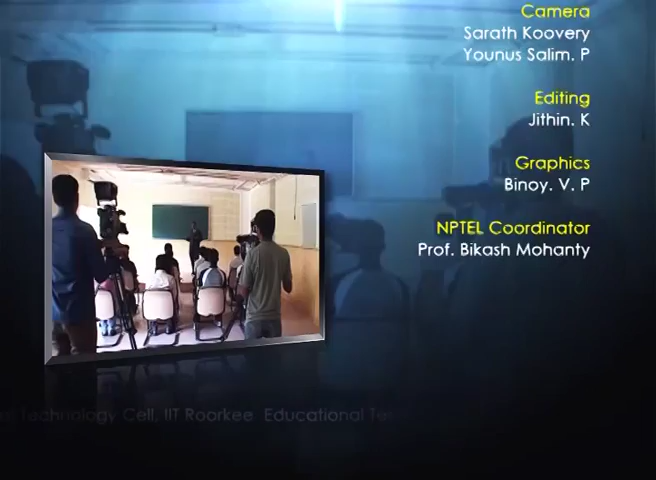 Camera
Sarath Koovery
Younus Salim. P
Editing
Jithin. K
Graphics
Binoy. V. P
NPTEL Coordinator
Prof. Bikash Mohanty
Technology Cell, IIT Roorkee Educational